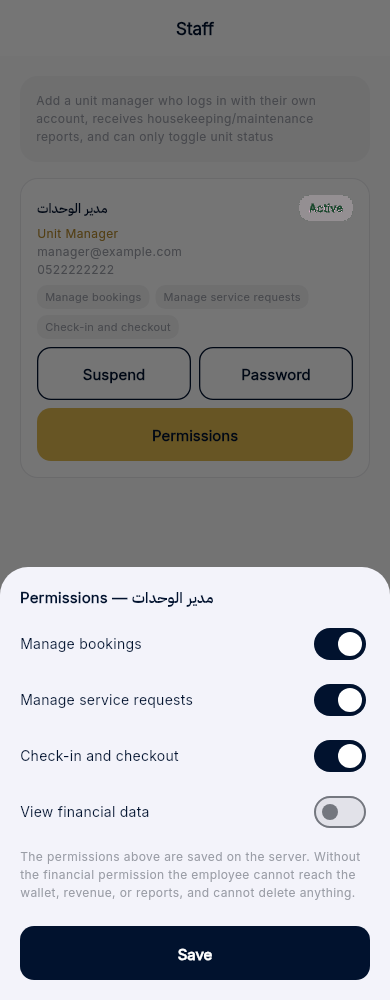 Staff
Add a unit manager who logs in with their own
account, receives housekeeping/maintenance
reports, and can only toggle unit status
مدير الوحدات
Active
Unit Manager
manager@example.com
0522222222
Manage bookings
Manage service requests
Check-in and checkout
Suspend
Password
Permissions
Permissions — مدير الوحدات
Manage bookings
Manage service requests
Check-in and checkout
View financial data
The permissions above are saved on the server. Without
the financial permission the employee cannot reach the
wallet, revenue, or reports, and cannot delete anything.
Save